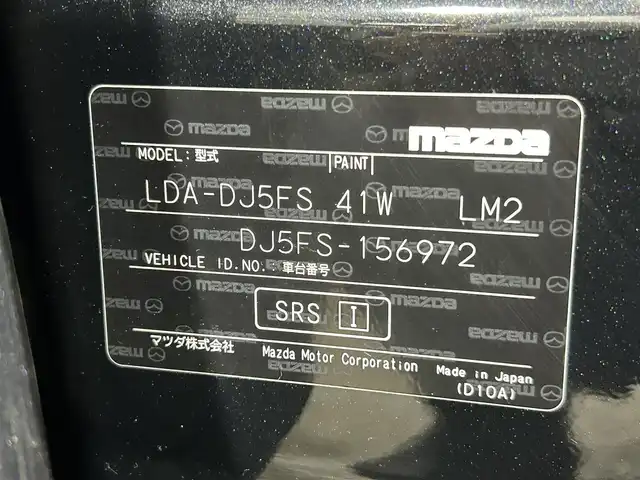 mazda
MODEL:型式 PAINT
LDA-DJ5FS 41W LM2
DJ5FS-156972
VEHICLE I.D.NO.:車台番号
SRS I
マツダ株式会社 Mazda Motor Corporation Made in Japan
(D10A)